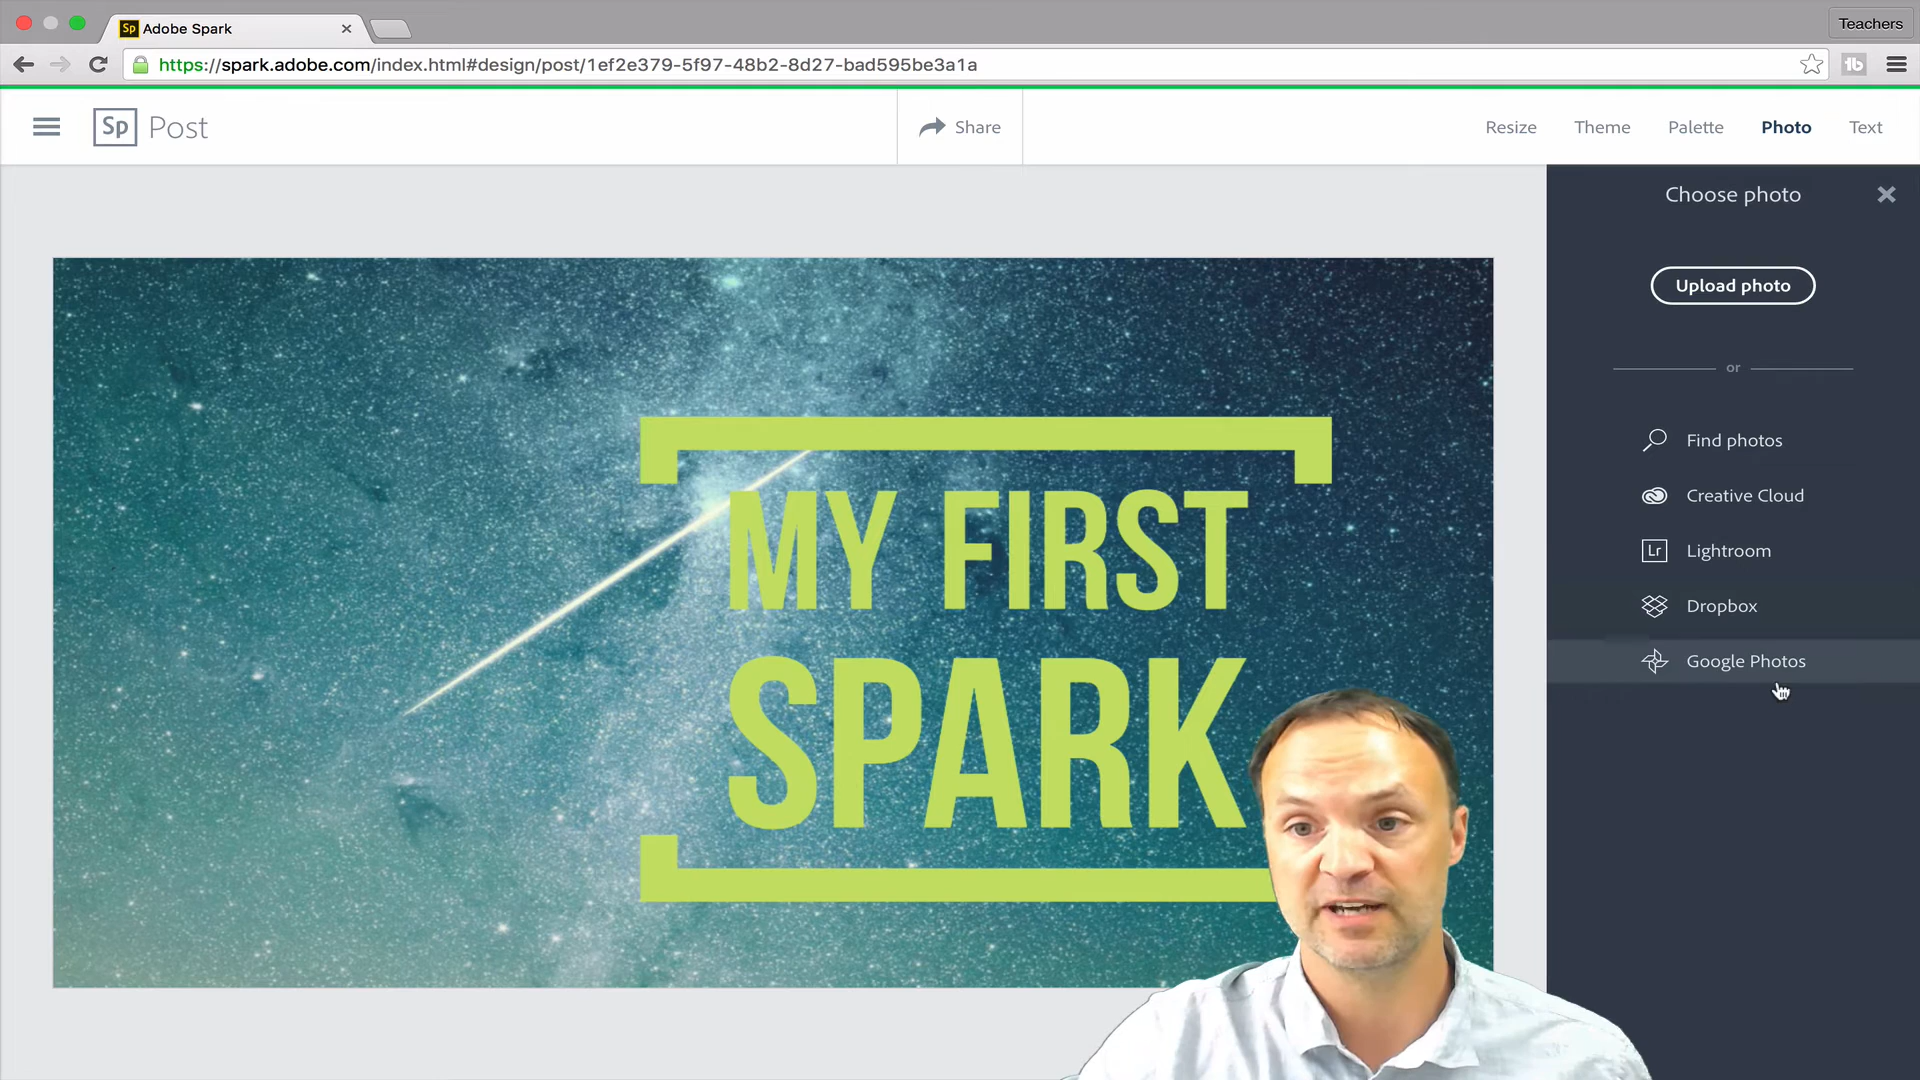 Adobe Spark
Teachers
https://spark.adobe.com/index.html#design/post/1ef2e379-5f97-48b2-8d27-bad595be3a1a
Sp Post
Share
Resize Theme Palette Photo Text
Choose photo
Upload photo
or
Find photos
Creative Cloud
Lr Lightroom
Dropbox
Google Photos
MY FIRST
SPARK